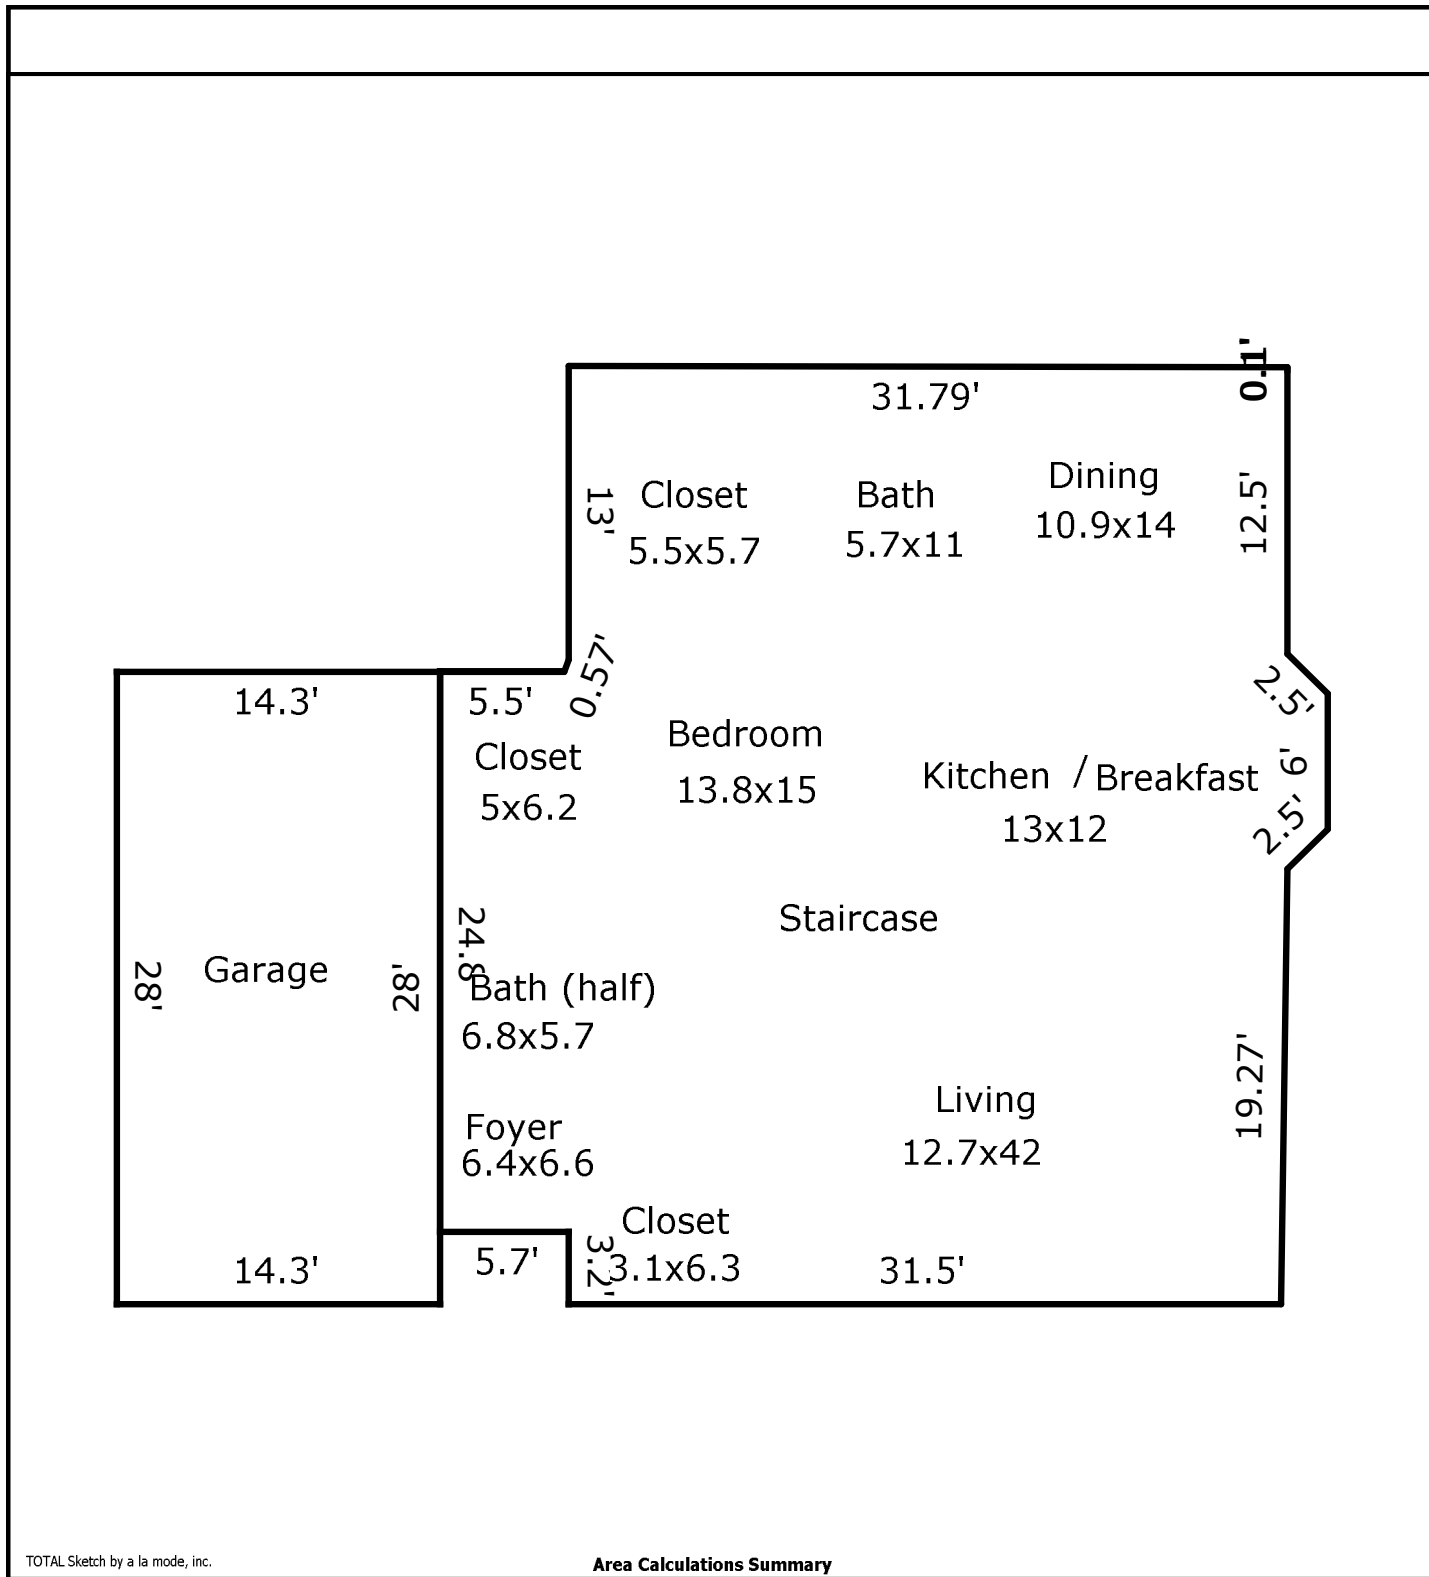 0.1'
31.79'
Dining
Closet
Bath
13'
12.5'
10.9x14
5.5x5.7
5.7x11
0.57'
2.5'
14.3'
5.5'
Bedroom
Closet
6'
Kitchen / Breakfast
13.8x15
5x6.2
13x12
2.5'
Staircase
24.8
28'
Garage
28'
Bath (half)
6.8x5.7
19.27'
Living
Foyer
12.7x42
6.4x6.6
Closet
3.2'
5.7'
3.1x6.3
14.3'
31.5'
TOTAL Sketch by a la mode, inc.
Area Calculations Summary